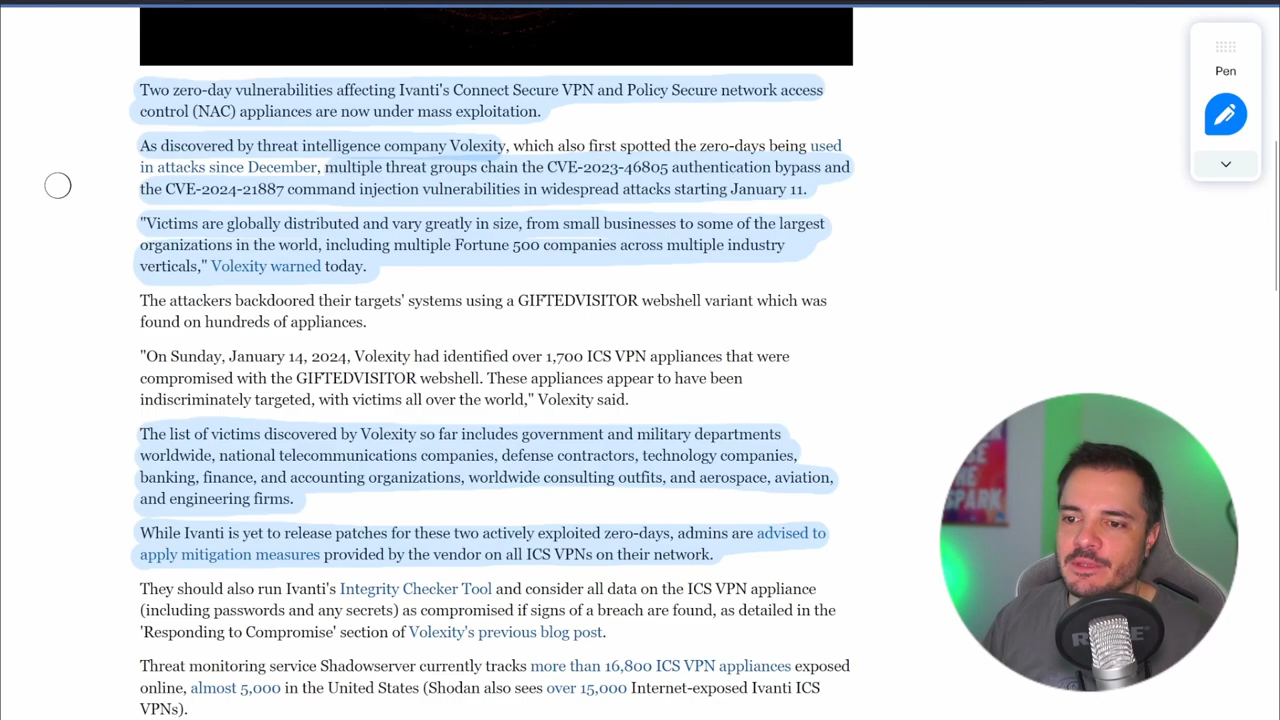 Two zero-day vulnerabilities affecting Ivanti's Connect Secure VPN and Policy Secure network access
control (NAC) appliances are now under mass exploitation.
As discovered by threat intelligence company Volexity, which also first spotted the zero-days being used
in attacks since December, multiple threat groups chain the CVE-2023-46805 authentication bypass and
the CVE-2024-21887 command injection vulnerabilities in widespread attacks starting January 11.
"Victims are globally distributed and vary greatly in size, from small businesses to some of the largest
organizations in the world, including multiple Fortune 500 companies across multiple industry
verticals," Volexity warned today.
The attackers backdoored their targets' systems using a GIFTEDVISITOR webshell variant which was
found on hundreds of appliances.
"On Sunday, January 14, 2024, Volexity had identified over 1,700 ICS VPN appliances that were
compromised with the GIFTEDVISITOR webshell. These appliances appear to have been
indiscriminately targeted, with victims all over the world," Volexity said.
The list of victims discovered by Volexity so far includes government and military departments
worldwide, national telecommunications companies, defense contractors, technology companies,
banking, finance, and accounting organizations, worldwide consulting outfits, and aerospace, aviation,
and engineering firms.
While Ivanti is yet to release patches for these two actively exploited zero-days, admins are advised to
apply mitigation measures provided by the vendor on all ICS VPNs on their network.
They should also run Ivanti's Integrity Checker Tool and consider all data on the ICS VPN appliance
(including passwords and any secrets) as compromised if signs of a breach are found, as detailed in the
'Responding to Compromise' section of Volexity's previous blog post.
Threat monitoring service Shadowserver currently tracks more than 16,800 ICS VPN appliances exposed
online, almost 5,000 in the United States (Shodan also sees over 15,000 Internet-exposed Ivanti ICS
VPNs).
Pen
THE
SPARK